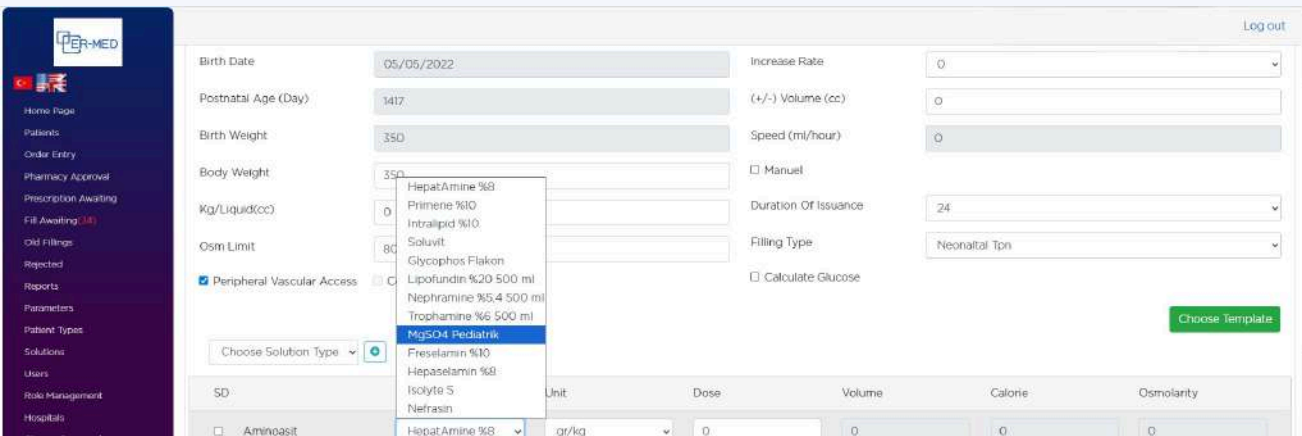 PER-MED
Log out
Home Page
Patients
Order Entry
Pharmacy Approval
Prescription Awaiting
Fill Awaiting(34)
Old Fillings
Rejected
Reports
Parameters
Patient Types
Solutions
Users
Role Management
Hospitals
Birth Date 05/05/2022
Postnatal Age (Day) 1417
Birth Weight 350
Body Weight 350
Kg/Liquid(cc) 0
Osm Limit 80
Peripheral Vascular Access C
Increase Rate 0
(+/-) Volume (cc) 0
Speed (ml/hour) 0
Manuel
Duration Of Issuance 24
Filling Type Neonaltal Tpn
Calculate Glucose
Choose Template
HepatAmine %8
Primene %10
Intralipid %10
Soluvit
Glycophos Flakon
Lipofundin %20 500 ml
Nephramine %5,4 500 ml
Trophamine %6 500 ml
MgSO4 Pediatrik
Freselamin %10
Hepaselamin %8
Isolyte S
Nefrasin
Choose Solution Type
SD Unit Dose Volume Calorie Osmolarity
Aminoasit HepatAmine %8 gr/kg 0 0 0 0